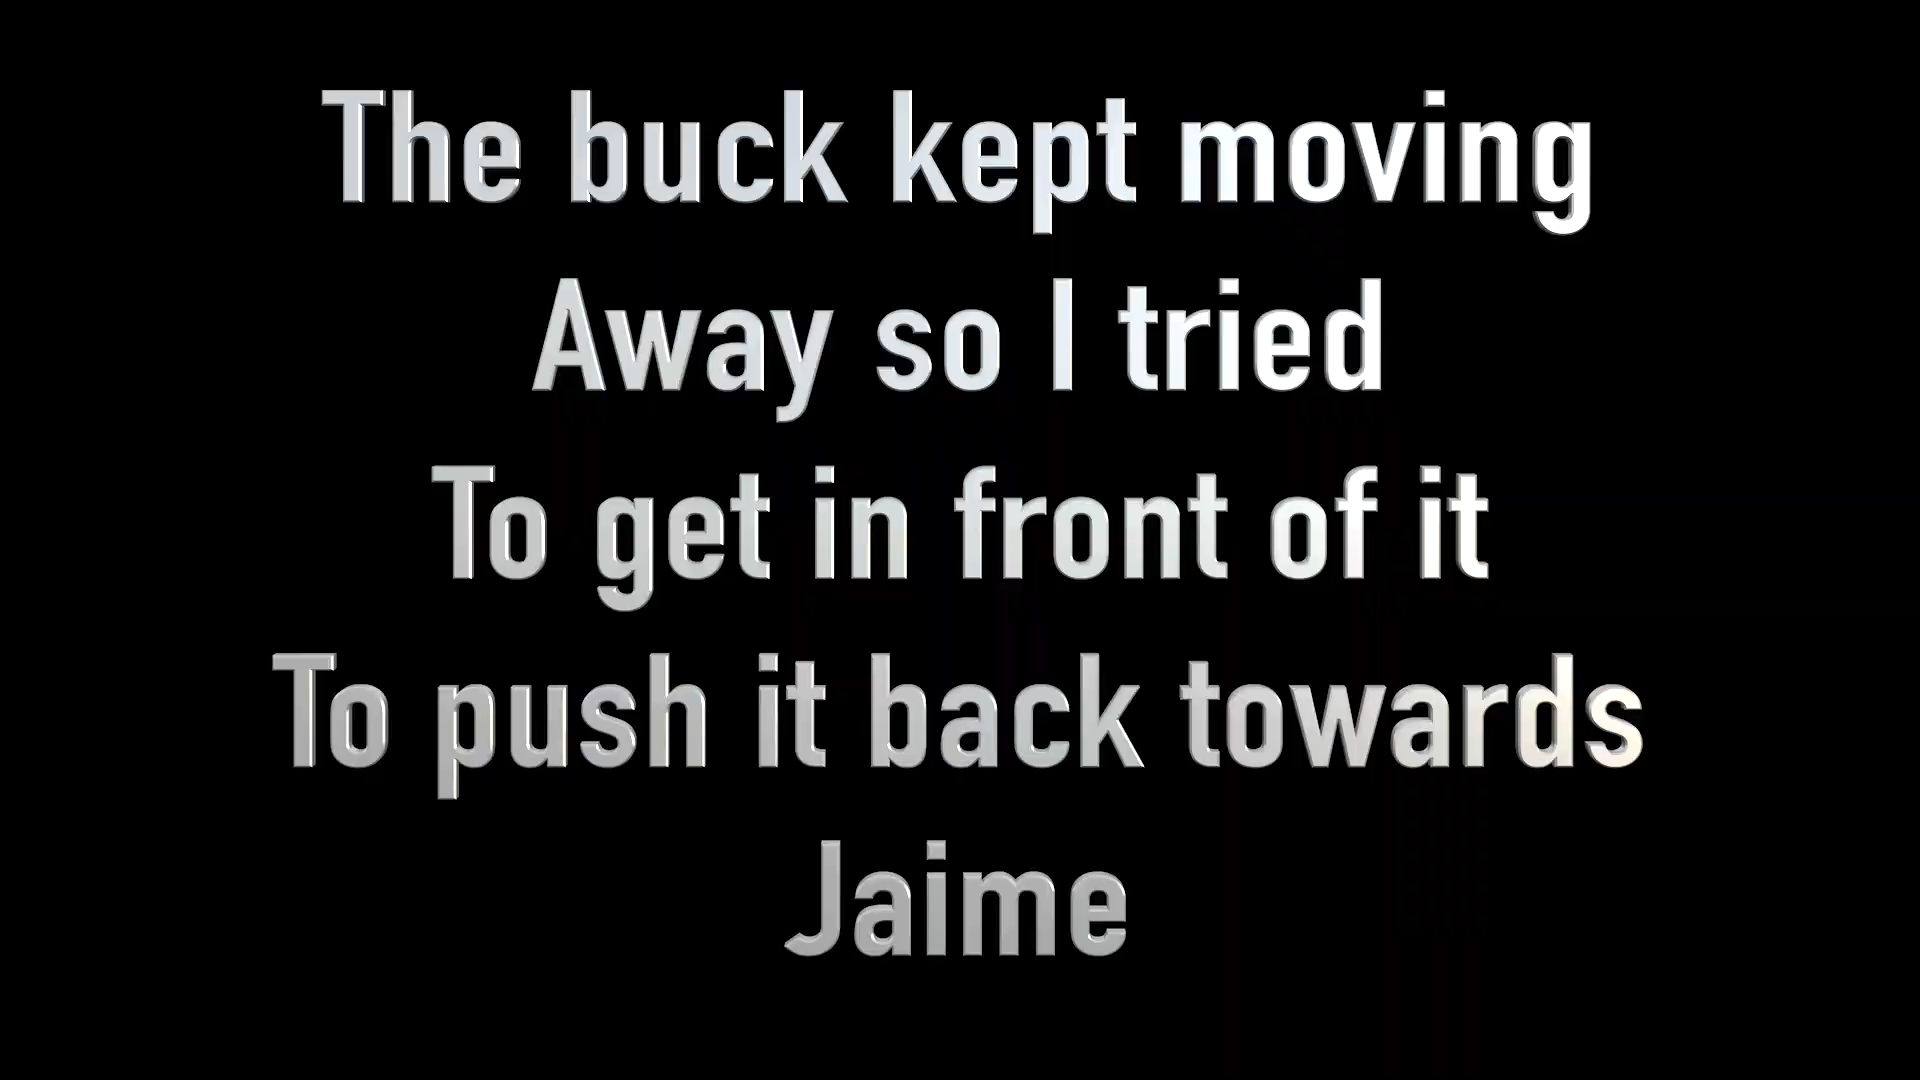 The buck kept moving
Away so I tried
To get in front of it
To push it back towards
Jaime